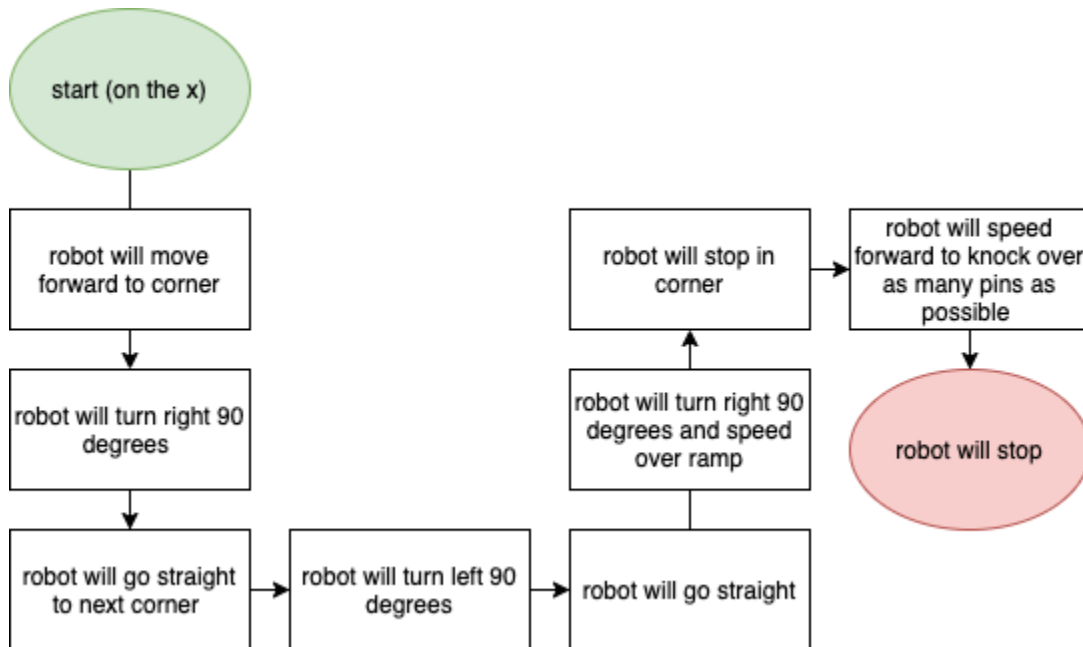 start (on the x)
robot will move
forward to corner
robot will turn right 90
degrees
robot will go straight
to next corner
robot will turn left 90
degrees
robot will go straight
robot will turn right 90
degrees and speed
over ramp
robot will stop in
corner
robot will speed
forward to knock over
as many pins as
possible
robot will stop